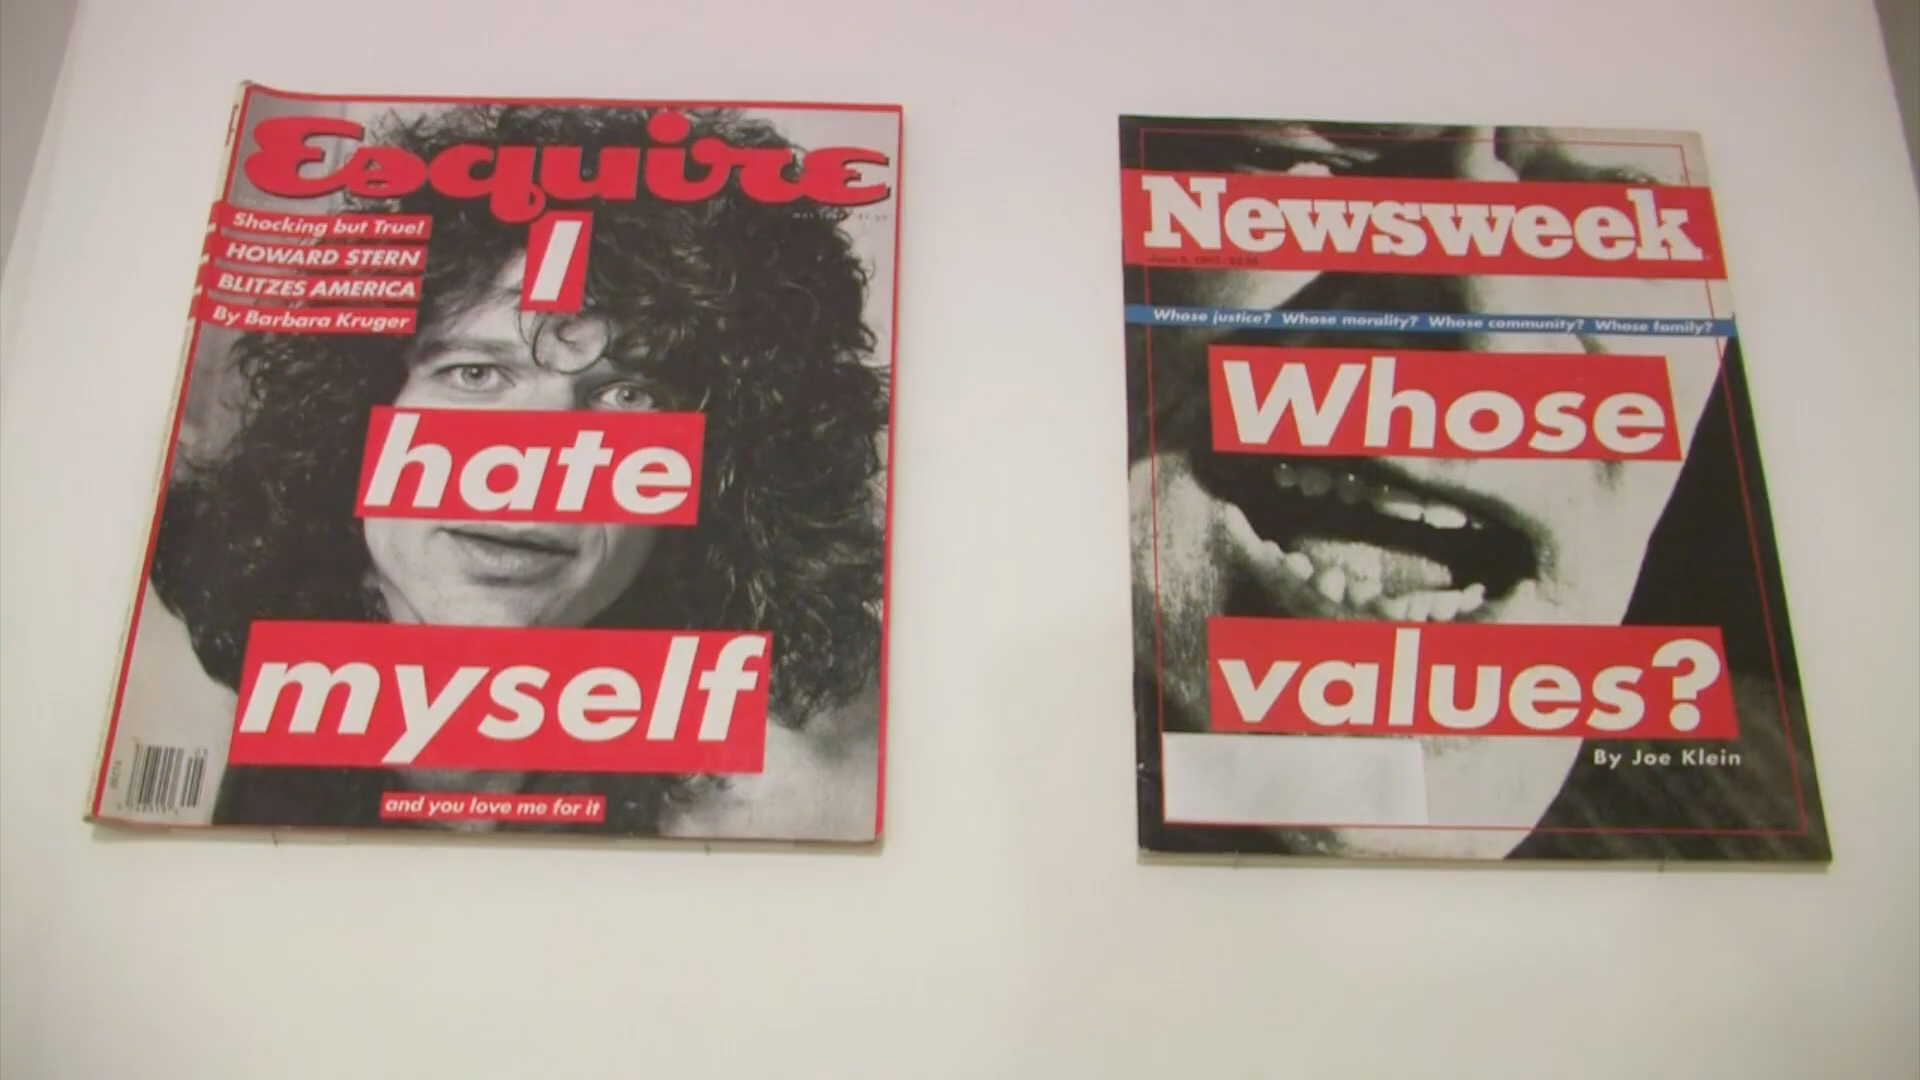 Esquire
Shocking but True!
HOWARD STERN
BLITZES AMERICA
By Barbara Kruger
I
hate
myself
and you love me for it
Newsweek
Whose justice? Whose morality? Whose community? Whose family?
Whose
values?
By Joe Klein